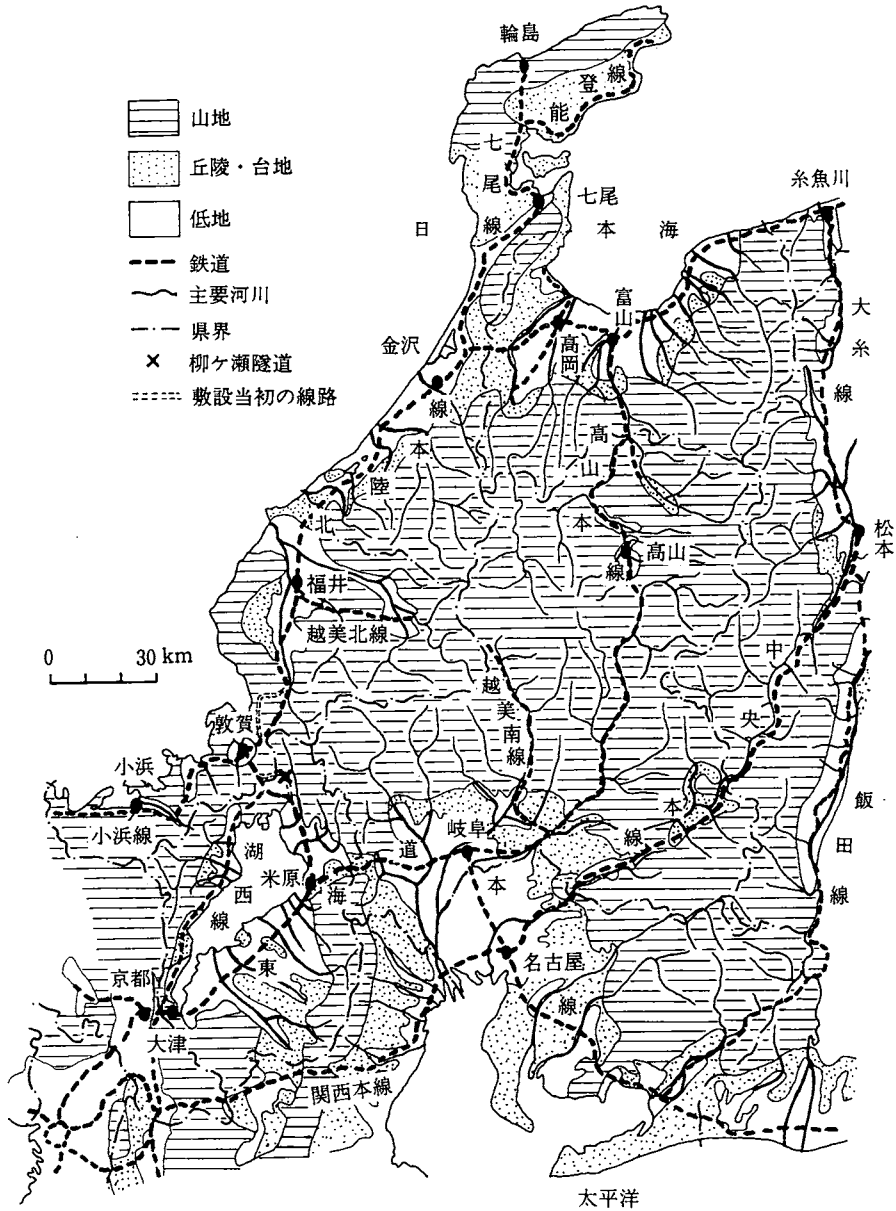 輪島
能登線
七尾線
七尾
日本海
糸魚川
山地
丘陵・台地
低地
鉄道
主要河川
県界
柳ケ瀬隧道
敷設当初の線路
金沢
高岡
富山
大糸線
北陸本線
高山本線
高山
松本
福井
越美北線
0 30 km
越美南線
中央本線
敦賀
小浜
小浜線
飯田線
岐阜
湖西線
米原
東海道本線
名古屋
京都
大津
関西本線
太平洋